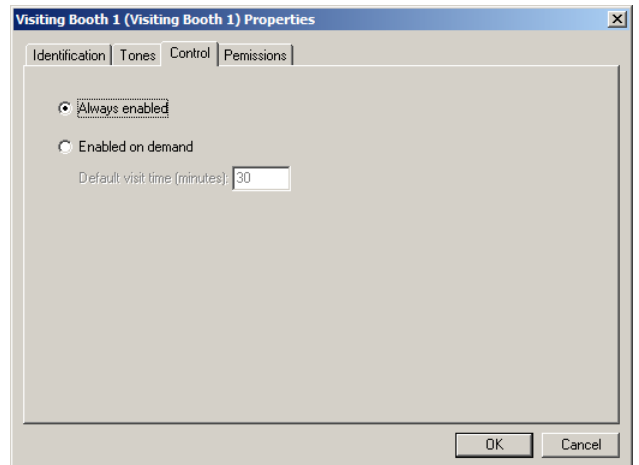 Visiting Booth 1 (Visiting Booth 1) Properties
Identification Tones Control Pemissions
Always enabled
Enabled on demand
Default visit time (minutes): 30
OK Cancel